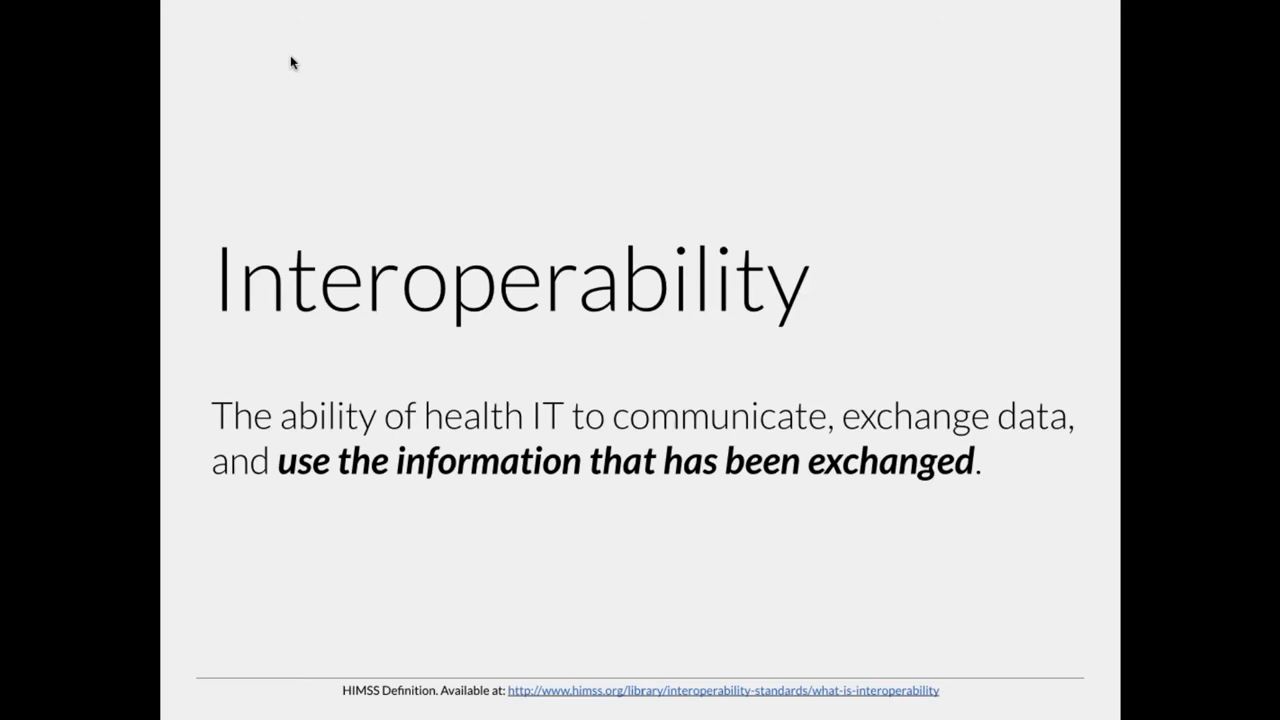 Interoperability
The ability of health IT to communicate, exchange data,
and use the information that has been exchanged.
HIMSS Definition. Available at: http://www.himss.org/library/interoperability-standards/what-is-interoperability